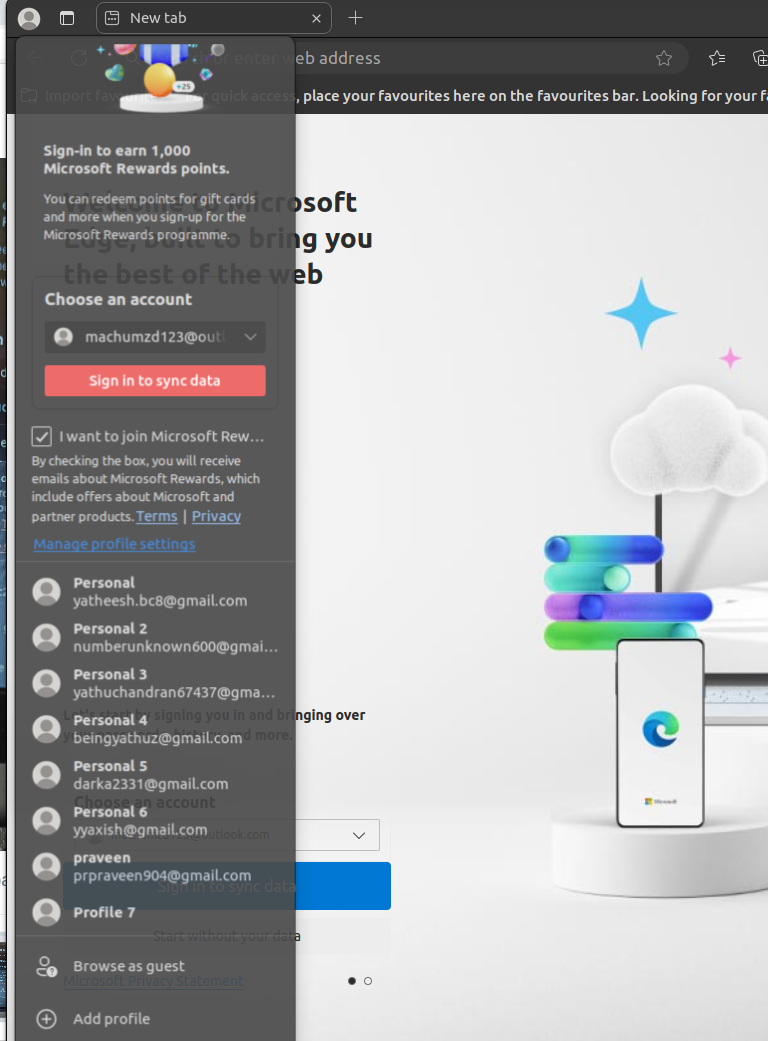 New tab
or enter web address
Import favourites
For quick access, place your favourites here on the favourites bar. Looking for your fa
+25
Sign-in to earn 1,000
Microsoft Rewards points.
You can redeem points for gift cards
and more when you sign-up for the
Microsoft Rewards programme.
Welcome to Microsoft
Edge, built to bring you
the best of the web
Choose an account
machumzd123@outl
Sign in to sync data
I want to join Microsoft Rew...
By checking the box, you will receive
emails about Microsoft Rewards, which
include offers about Microsoft and
partner products. Terms | Privacy
Manage profile settings
Personal
yatheesh.bc8@gmail.com
Personal 2
numberunknown600@gmai...
Personal 3
yathuchandran67437@gma...
Personal 4
beingyathuz@gmail.com
Personal 5
darka2331@gmail.com
Personal 6
yyaxish@gmail.com
praveen
prpraveen904@gmail.com
Profile 7
Browse as guest
Add profile
Let's start by signing you in and bringing over
and more.
Choose an account
@outlook.com
Sign in to sync data
Start without your data
Microsoft Privacy Statement
Microsoft